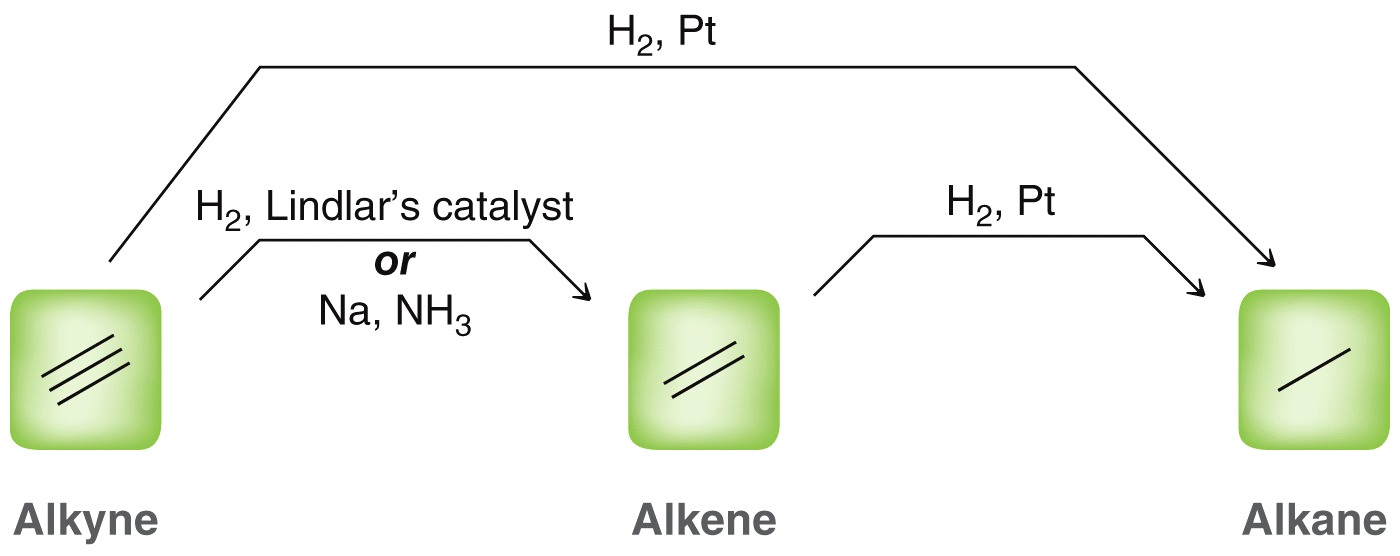 H₂, Pt
H₂, Lindlar’s catalyst
or
Na, NH₃
H₂, Pt
Alkyne
Alkene
Alkane